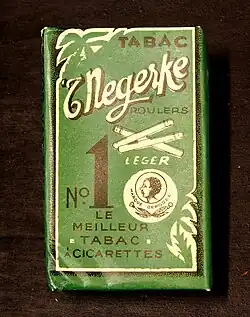 TABAC
't Negerke
ROULERS
LEGER
No 1
LE
MEILLEUR
TABAC
A CIGARETTES